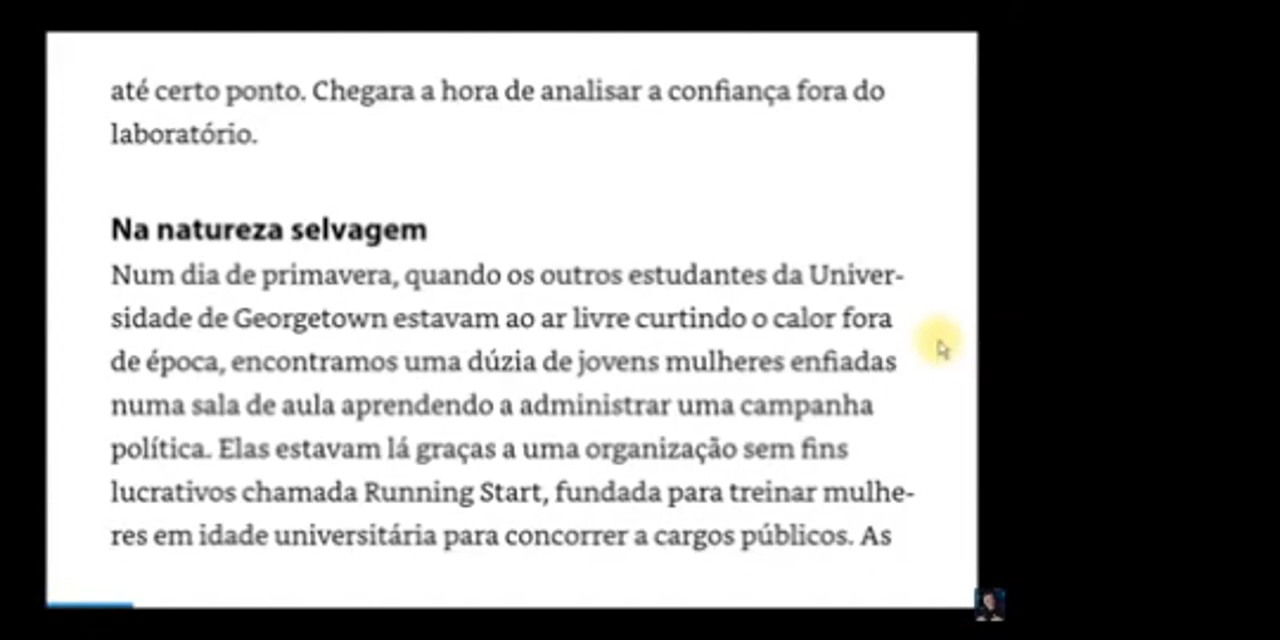 até certo ponto. Chegara a hora de analisar a confiança fora do
laboratório.
Na natureza selvagem
Num dia de primavera, quando os outros estudantes da Univer-
sidade de Georgetown estavam ao ar livre curtindo o calor fora
de época, encontramos uma dúzia de jovens mulheres enfiadas
numa sala de aula aprendendo a administrar uma campanha
política. Elas estavam lá graças a uma organização sem fins
lucrativos chamada Running Start, fundada para treinar mulhe-
res em idade universitária para concorrer a cargos públicos. As